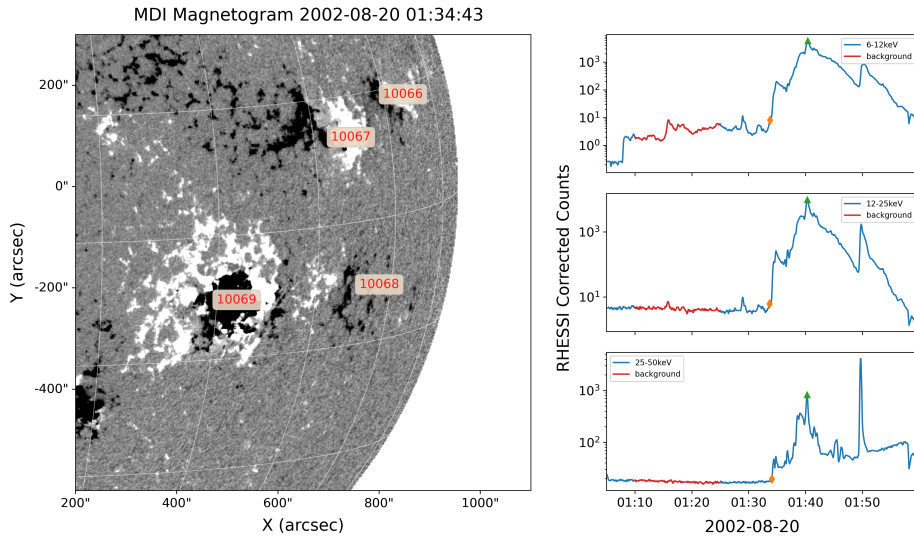 MDI Magnetogram 2002-08-20 01:34:43
Y (arcsec)
200"
0"
-200"
-400"
10066
10067
10068
10069
200"
400"
600"
800"
1000"
X (arcsec)
RHESSI Corrected Counts
10³
10²
10¹
10⁰
6-12keV
background
10³
10¹
12-25keV
background
10³
10²
25-50keV
background
01:10
01:20
01:30
01:40
01:50
2002-08-20